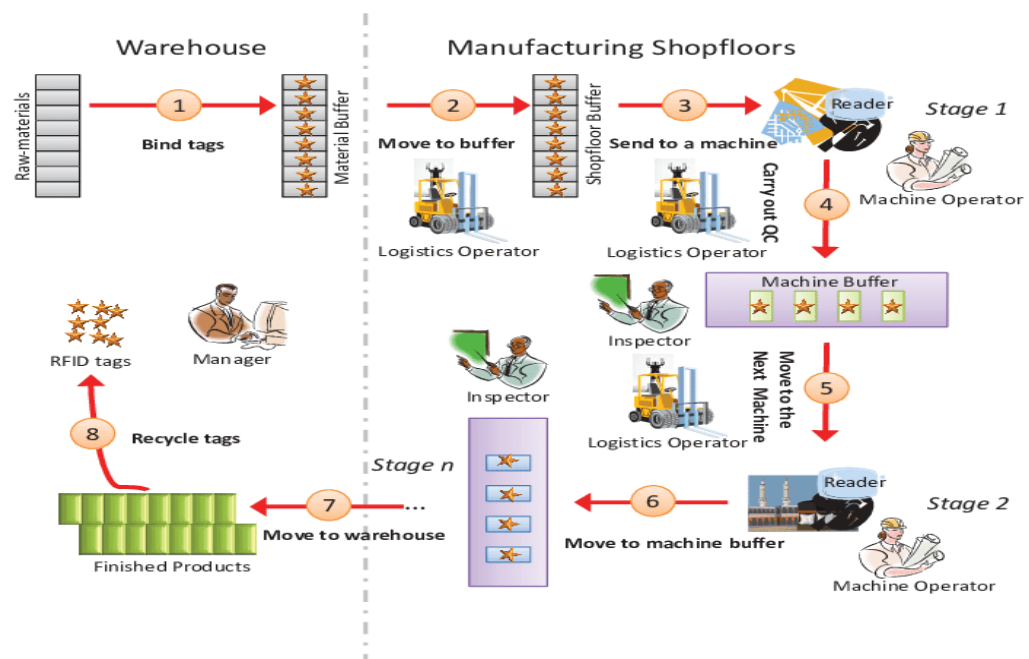 Warehouse
Manufacturing Shopfloors
Raw-materials
1
Bind tags
Material Buffer
2
Move to buffer
Logistics Operator
Shopfloor Buffer
3
Send to a machine
Logistics Operator
Reader
Stage 1
Machine Operator
Carry out QC
4
Machine Buffer
Inspector
Move to the
Next Machine
5
Logistics Operator
Reader
Stage 2
Machine Operator
6
Move to machine buffer
Inspector
Stage n
...
7
Move to warehouse
Finished Products
8
Recycle tags
RFID tags
Manager